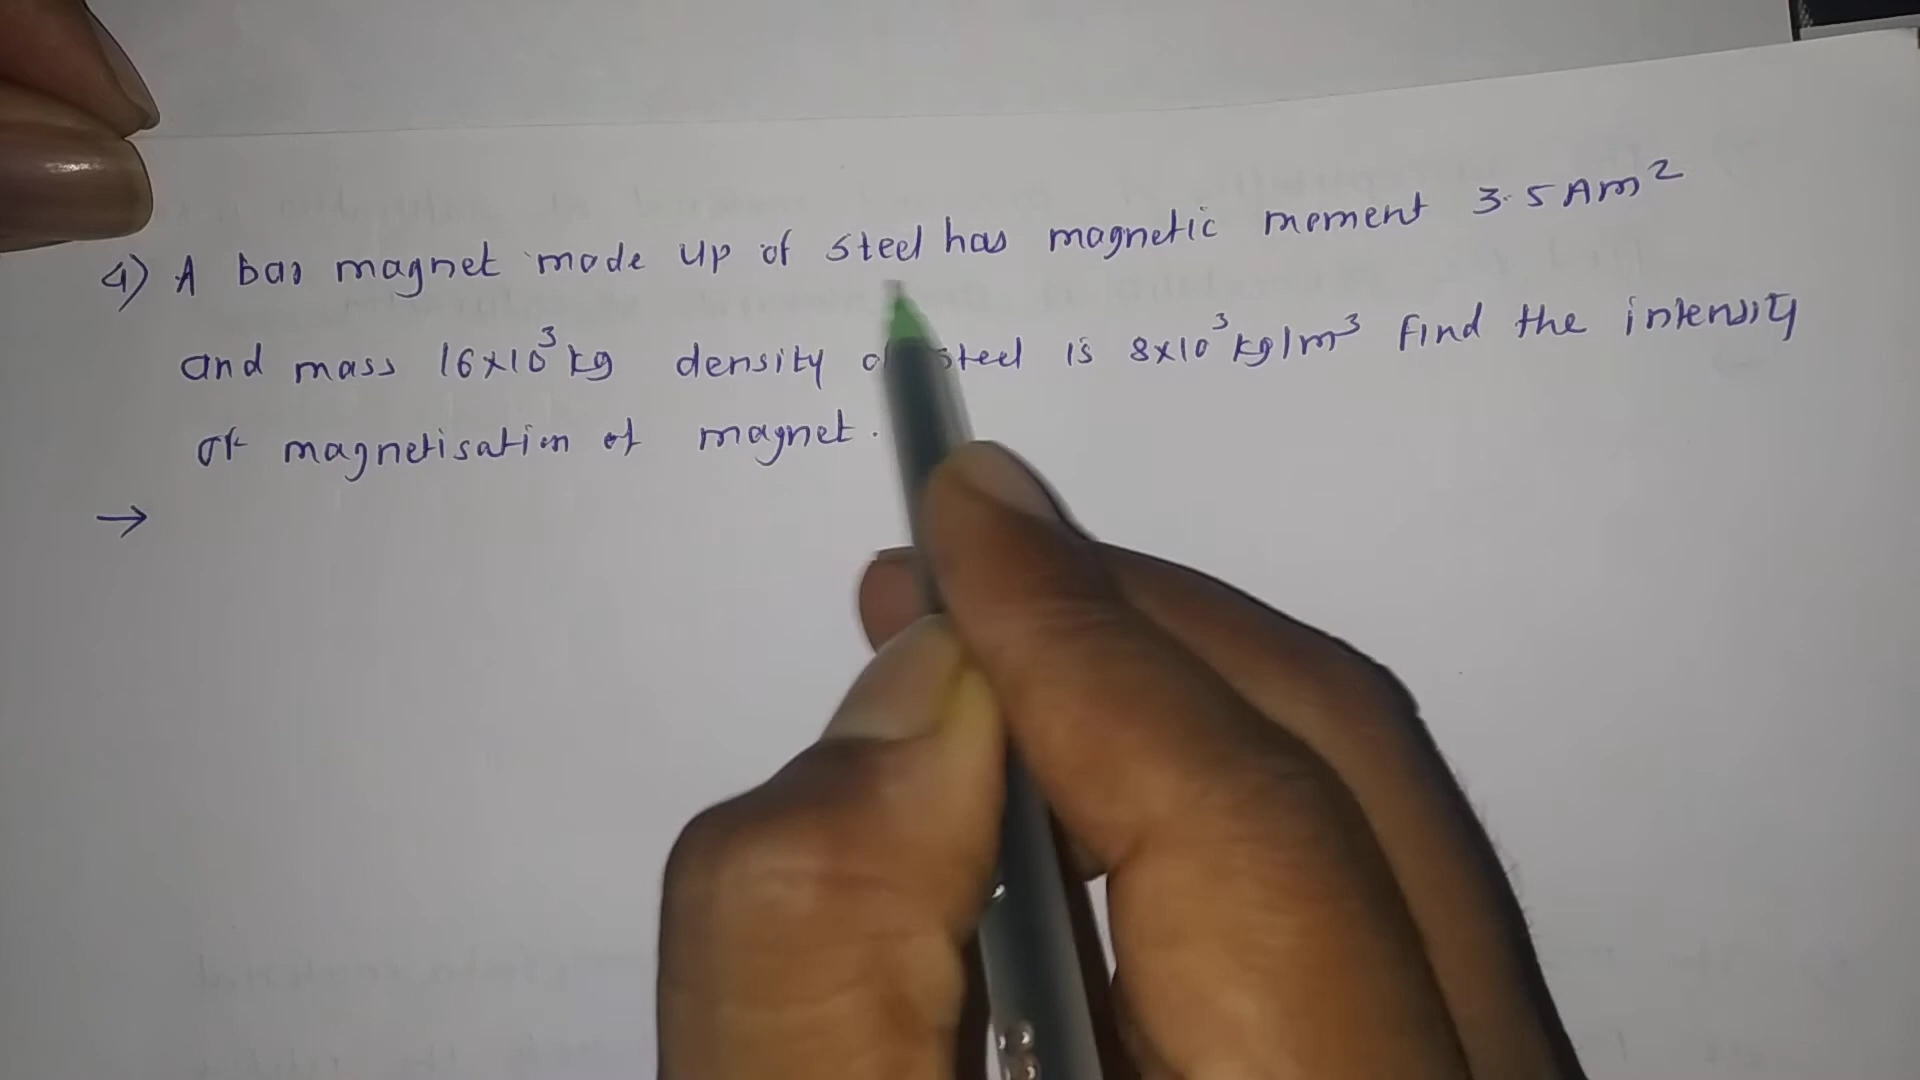 4) A bar magnet made up of steel has magnetic moment 3.5 Am²
and mass 16×10³ kg density steel is 8×10³ kg/m³ Find the intensity
of magnetisation of magnet.
→